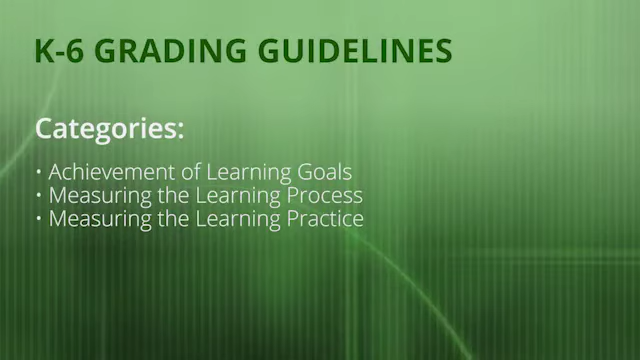 K-6 GRADING GUIDELINES
Categories:
• Achievement of Learning Goals
• Measuring the Learning Process
• Measuring the Learning Practice